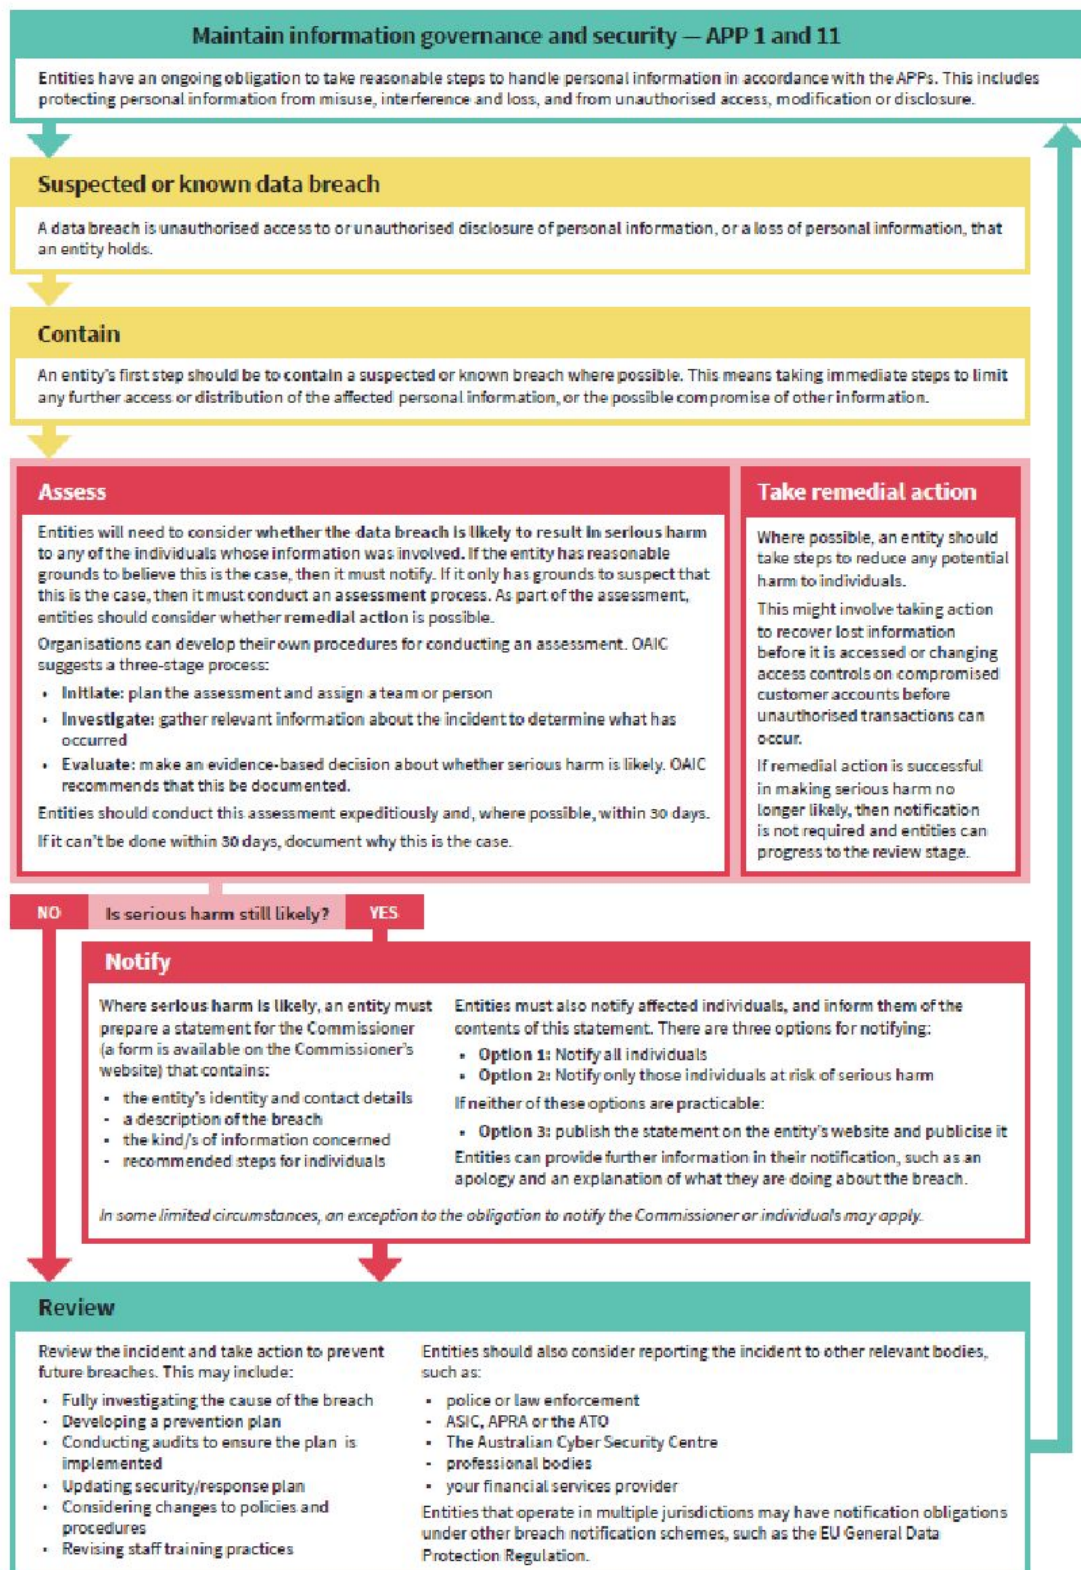 Maintain information governance and security — APP 1 and 11
Entities have an ongoing obligation to take reasonable steps to handle personal information in accordance with the APPs. This includes
protecting personal information from misuse, interference and loss, and from unauthorised access, modification or disclosure.
Suspected or known data breach
A data breach is unauthorised access to or unauthorised disclosure of personal information, or a loss of personal information, that
an entity holds.
Contain
An entity's first step should be to contain a suspected or known breach where possible. This means taking immediate steps to limit
any further access or distribution of the affected personal information, or the possible compromise of other information.
Assess
Entities will need to consider whether the data breach is likely to result in serious harm
to any of the individuals whose information was involved. If the entity has reasonable
grounds to believe this is the case, then it must notify. If it only has grounds to suspect that
this is the case, then it must conduct an assessment process. As part of the assessment,
entities should consider whether remedial action is possible.
Organisations can develop their own procedures for conducting an assessment. OAIC
suggests a three-stage process:
• Initiate: plan the assessment and assign a team or person
• Investigate: gather relevant information about the incident to determine what has
occurred
• Evaluate: make an evidence-based decision about whether serious harm is likely. OAIC
recommends that this be documented.
Entities should conduct this assessment expeditiously and, where possible, within 30 days.
If it can't be done within 30 days, document why this is the case.
Take remedial action
Where possible, an entity should
take steps to reduce any potential
harm to individuals.
This might involve taking action
to recover lost information
before it is accessed or changing
access controls on compromised
customer accounts before
unauthorised transactions can
occur.
If remedial action is successful
in making serious harm no
longer likely, then notification
is not required and entities can
progress to the review stage.
NO Is serious harm still likely? YES
Notify
Where serious harm is likely, an entity must
prepare a statement for the Commissioner
(a form is available on the Commissioner's
website) that contains:
• the entity's identity and contact details
• a description of the breach
• the kind/s of information concerned
• recommended steps for individuals
Entities must also notify affected individuals, and inform them of the
contents of this statement. There are three options for notifying:
• Option 1: Notify all individuals
• Option 2: Notify only those individuals at risk of serious harm
If neither of these options are practicable:
• Option 3: publish the statement on the entity's website and publicise it
Entities can provide further information in their notification, such as an
apology and an explanation of what they are doing about the breach.
In some limited circumstances, an exception to the obligation to notify the Commissioner or individuals may apply.
Review
Review the incident and take action to prevent
future breaches. This may include:
• Fully investigating the cause of the breach
• Developing a prevention plan
• Conducting audits to ensure the plan is
implemented
• Updating security/response plan
• Considering changes to policies and
procedures
• Revising staff training practices
Entities should also consider reporting the incident to other relevant bodies,
such as:
• police or law enforcement
• ASIC, APRA or the ATO
• The Australian Cyber Security Centre
• professional bodies
• your financial services provider
Entities that operate in multiple jurisdictions may have notification obligations
under other breach notification schemes, such as the EU General Data
Protection Regulation.